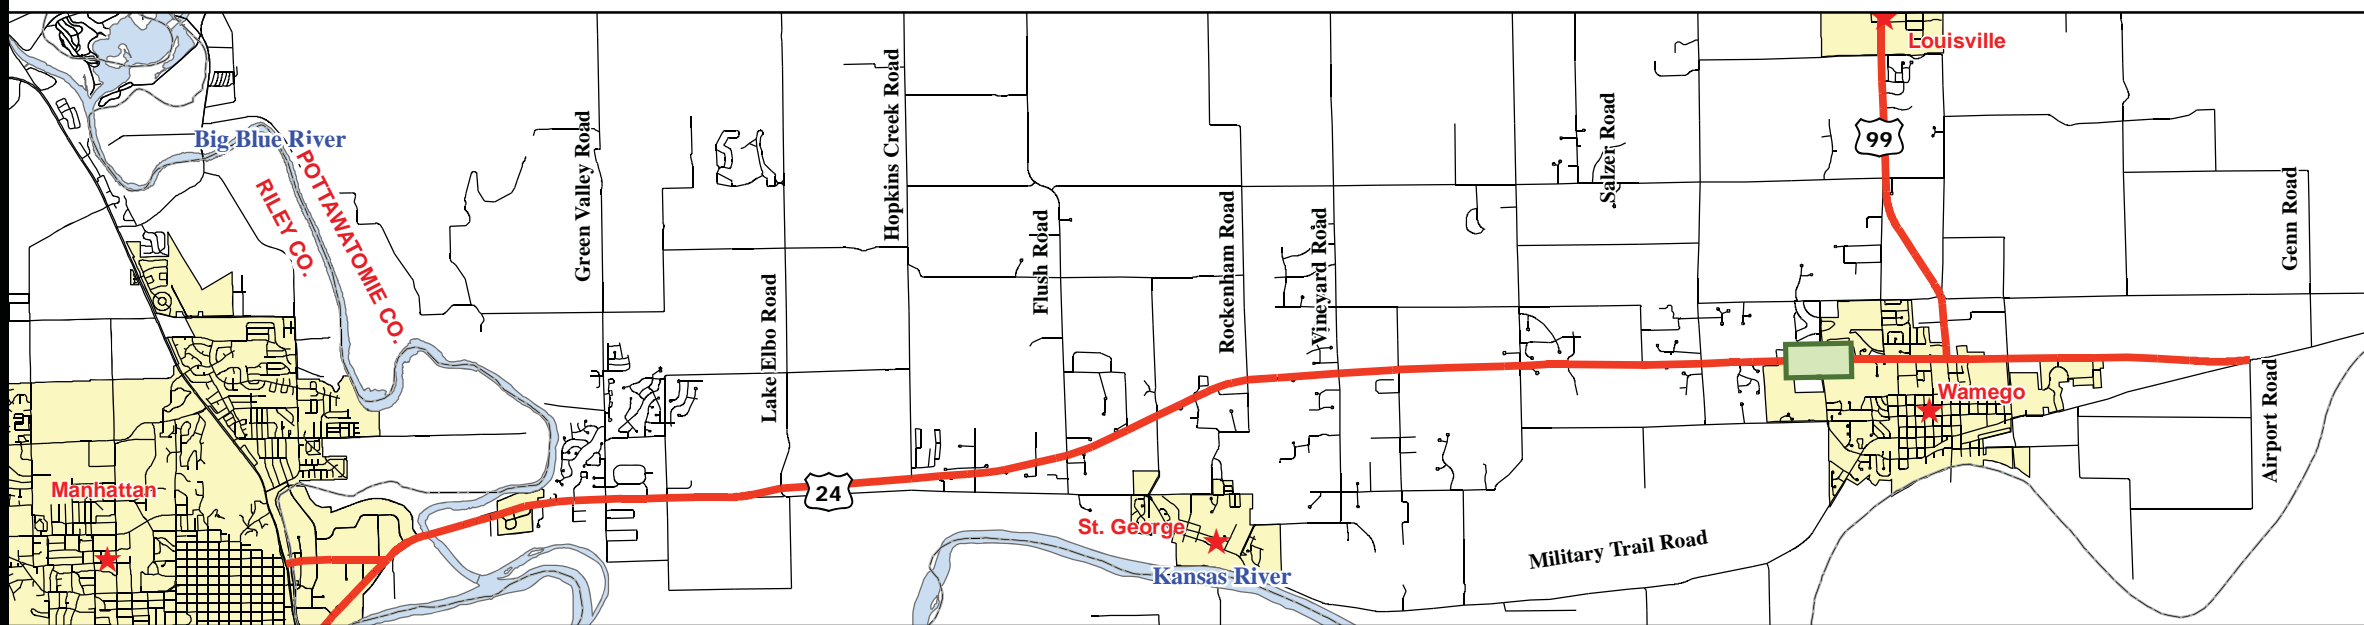 Louisville
99
Big Blue River
POTTAWATOMIE CO.
RILEY CO.
Green Valley Road
Hopkins Creek Road
Salzer Road
Lake Elbo Road
Flush Road
Rockenham Road
Vineyard Road
Genn Road
Wamego
Airport Road
Manhattan
24
St. George
Military Trail Road
Kansas River